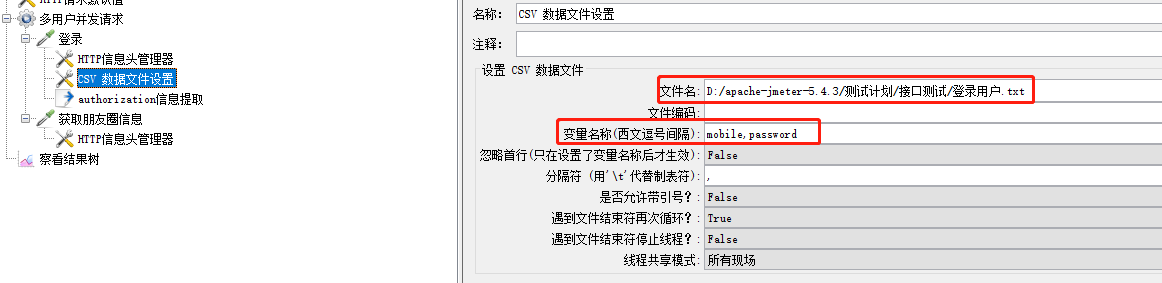 HTTP请求默认值
多用户并发请求
登录
HTTP信息头管理器
CSV 数据文件设置
authorization信息提取
获取朋友圈信息
HTTP信息头管理器
察看结果树
名称: CSV 数据文件设置
注释:
设置 CSV 数据文件
文件名: D:/apache-jmeter-5.4.3/测试计划/接口测试/登录用户.txt
文件编码:
变量名称(西文逗号间隔): mobile,password
忽略首行(只在设置了变量名称后才生效): False
分隔符 (用'\t'代替制表符): ,
是否允许带引号?: False
遇到文件结束符再次循环?: True
遇到文件结束符停止线程?: False
线程共享模式: 所有现场